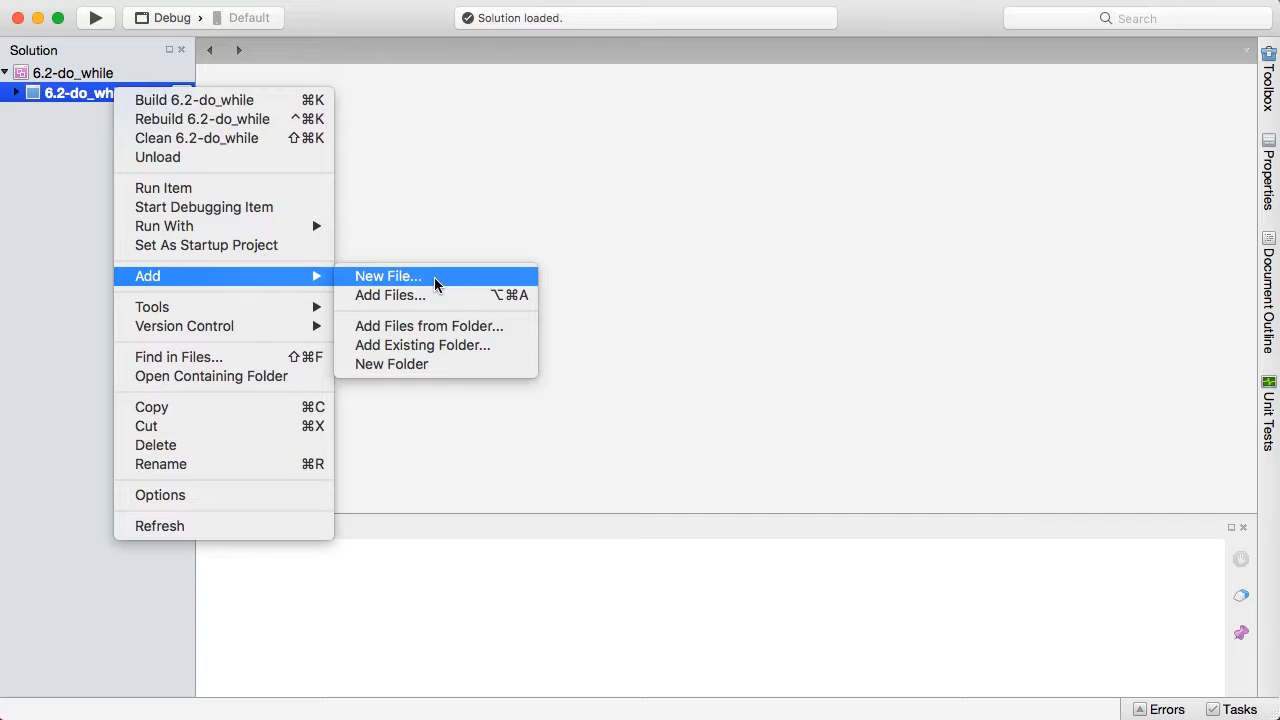 Debug
Default
Solution loaded.
Search
Solution
6.2-do_while
6.2-do_wh
Build 6.2-do_while ⌘K
Rebuild 6.2-do_while ^⌘K
Clean 6.2-do_while ⇧⌘K
Unload
Run Item
Start Debugging Item
Run With
Set As Startup Project
Add
Tools
Version Control
Find in Files... ⇧⌘F
Open Containing Folder
Copy ⌘C
Cut ⌘X
Delete
Rename ⌘R
Options
Refresh
New File...
Add Files... ⌥⌘A
Add Files from Folder...
Add Existing Folder...
New Folder
Toolbox
Properties
Document Outline
Unit Tests
Errors
Tasks